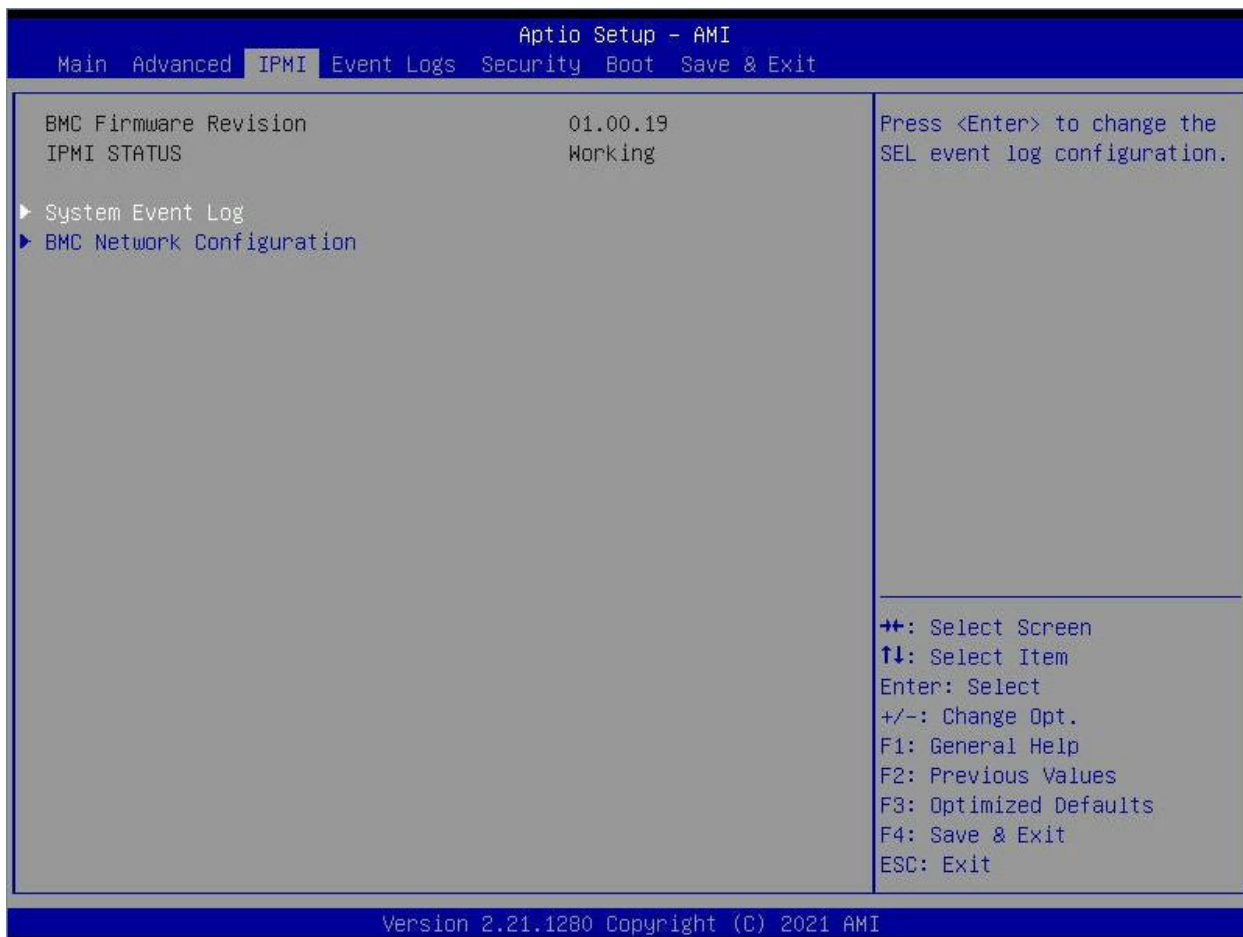 Aptio Setup - AMI
Main Advanced IPMI Event Logs Security Boot Save & Exit
BMC Firmware Revision 01.00.19
IPMI STATUS Working
System Event Log
BMC Network Configuration
Press <Enter> to change the
SEL event log configuration.
→←: Select Screen
↑↓: Select Item
Enter: Select
+/-: Change Opt.
F1: General Help
F2: Previous Values
F3: Optimized Defaults
F4: Save & Exit
ESC: Exit
Version 2.21.1280 Copyright (C) 2021 AMI